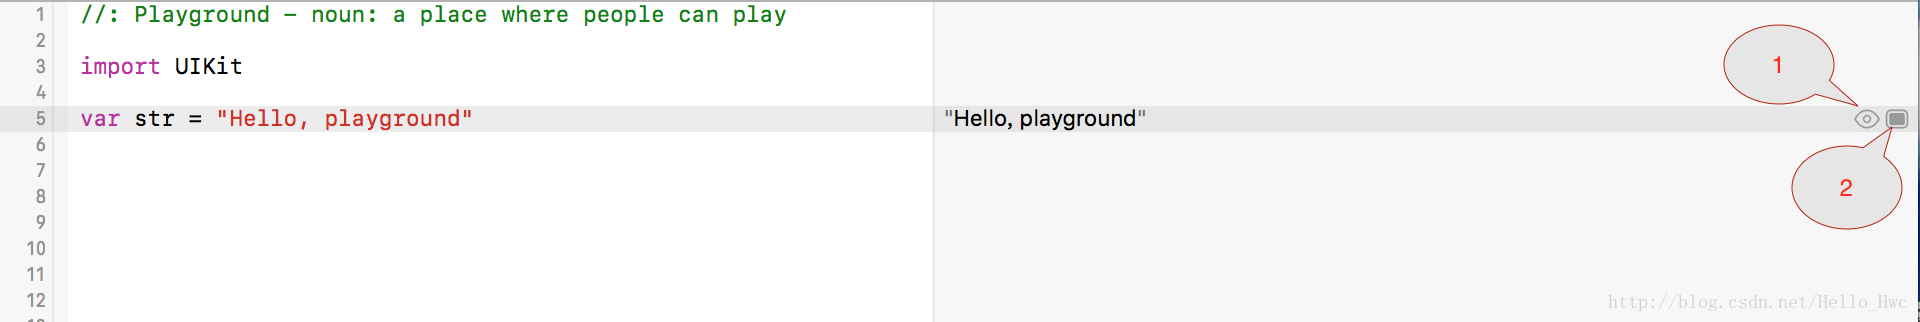 1 //: Playground - noun: a place where people can play
2
3 import UIKit
4
5 var str = "Hello, playground" "Hello, playground"
6
7
8
9
10
11
12
1
2
http://blog.csdn.net/Hello_Hwc